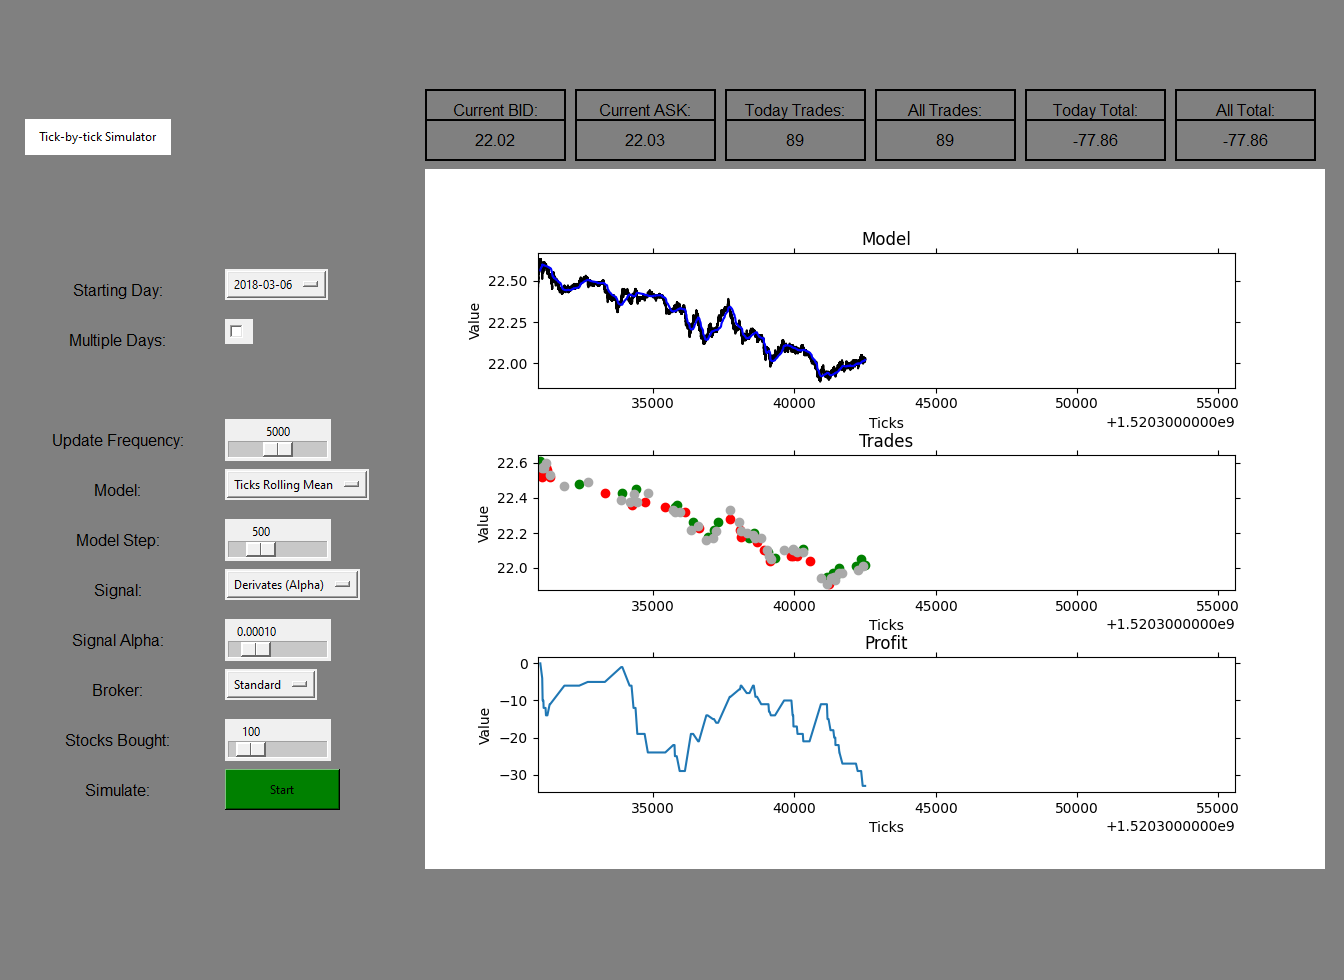 Tick-by-tick Simulator
Current BID:
22.02
Current ASK:
22.03
Today Trades:
89
All Trades:
89
Today Total:
-77.86
All Total:
-77.86
Starting Day:
2018-03-06
Multiple Days:
Update Frequency:
5000
Model:
Ticks Rolling Mean
Model Step:
500
Signal:
Derivates (Alpha)
Signal Alpha:
0.00010
Broker:
Standard
Stocks Bought:
100
Simulate:
Start
Model
Value
22.50
22.25
22.00
35000 40000 45000 50000 55000
Ticks
+1.5203000000e9
Trades
Value
22.6
22.4
22.2
22.0
35000 40000 45000 50000 55000
Ticks
+1.5203000000e9
Profit
Value
0
−10
−20
−30
35000 40000 45000 50000 55000
Ticks
+1.5203000000e9